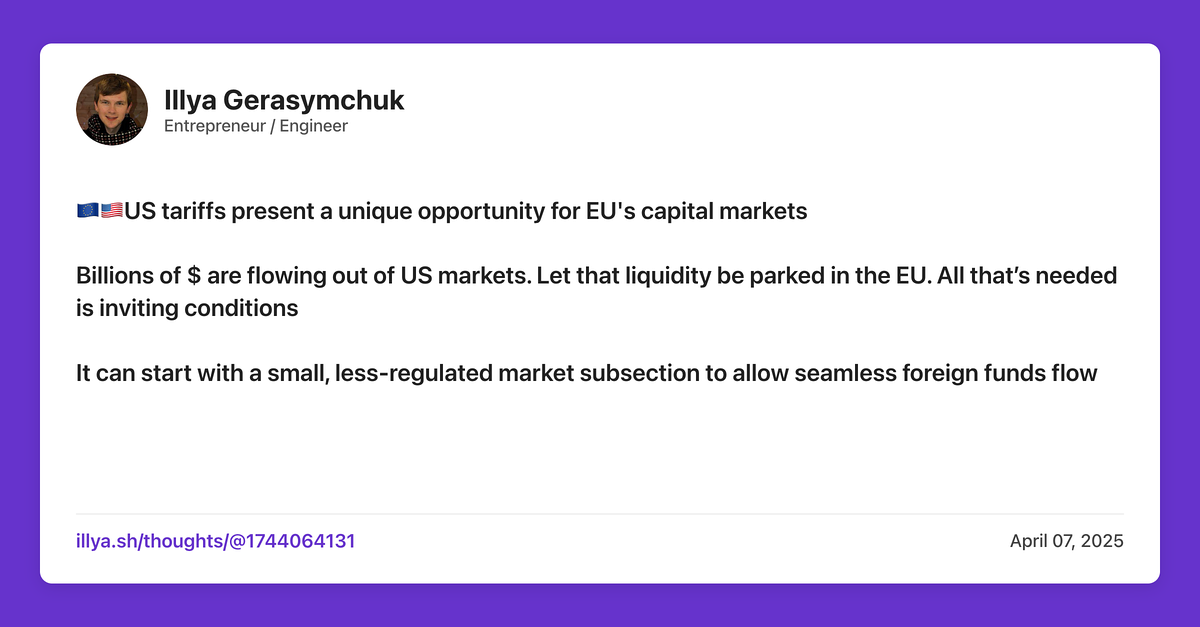 Illya Gerasymchuk
Entrepreneur / Engineer
🇪🇺🇺🇸US tariffs present a unique opportunity for EU's capital markets
Billions of $ are flowing out of US markets. Let that liquidity be parked in the EU. All that’s needed
is inviting conditions
It can start with a small, less-regulated market subsection to allow seamless foreign funds flow
illya.sh/thoughts/@1744064131
April 07, 2025